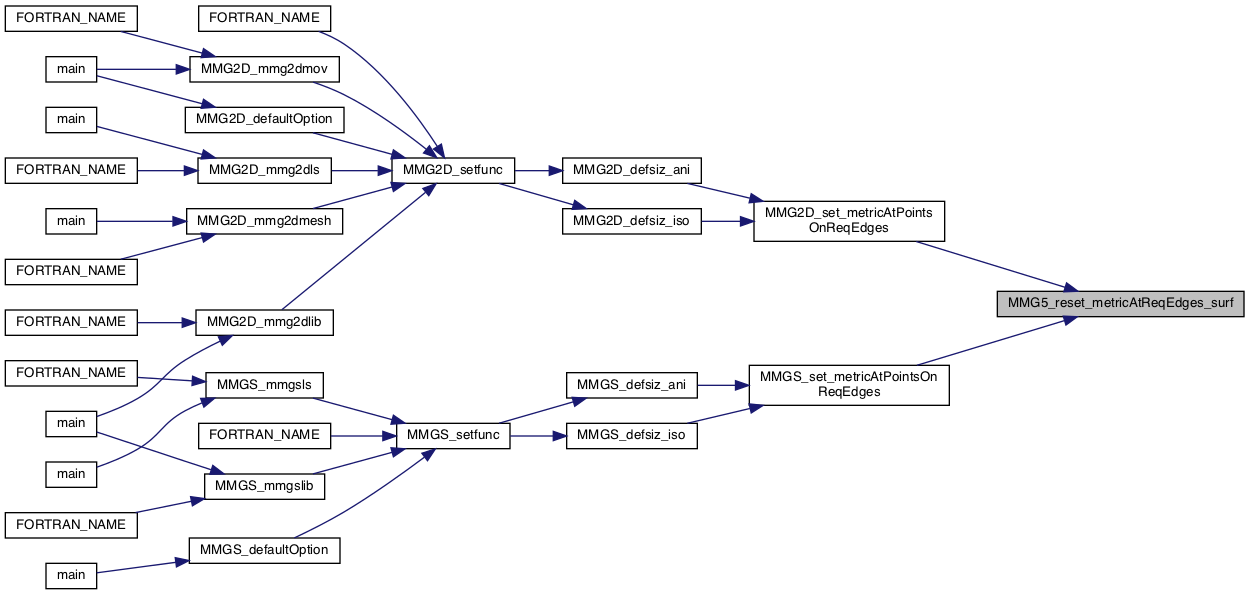 FORTRAN_NAME
FORTRAN_NAME
main
MMG2D_mmg2dmov
MMG2D_defaultOption
main
FORTRAN_NAME
MMG2D_mmg2dls
MMG2D_setfunc
MMG2D_defsiz_ani
main
MMG2D_mmg2dmesh
MMG2D_defsiz_iso
MMG2D_set_metricAtPoints
OnReqEdges
FORTRAN_NAME
MMG5_reset_metricAtReqEdges_surf
FORTRAN_NAME
MMG2D_mmg2dlib
FORTRAN_NAME
MMGS_mmgsls
MMGS_defsiz_ani
MMGS_set_metricAtPointsOn
ReqEdges
main
FORTRAN_NAME
MMGS_setfunc
MMGS_defsiz_iso
main
MMGS_mmgslib
FORTRAN_NAME
MMGS_defaultOption
main